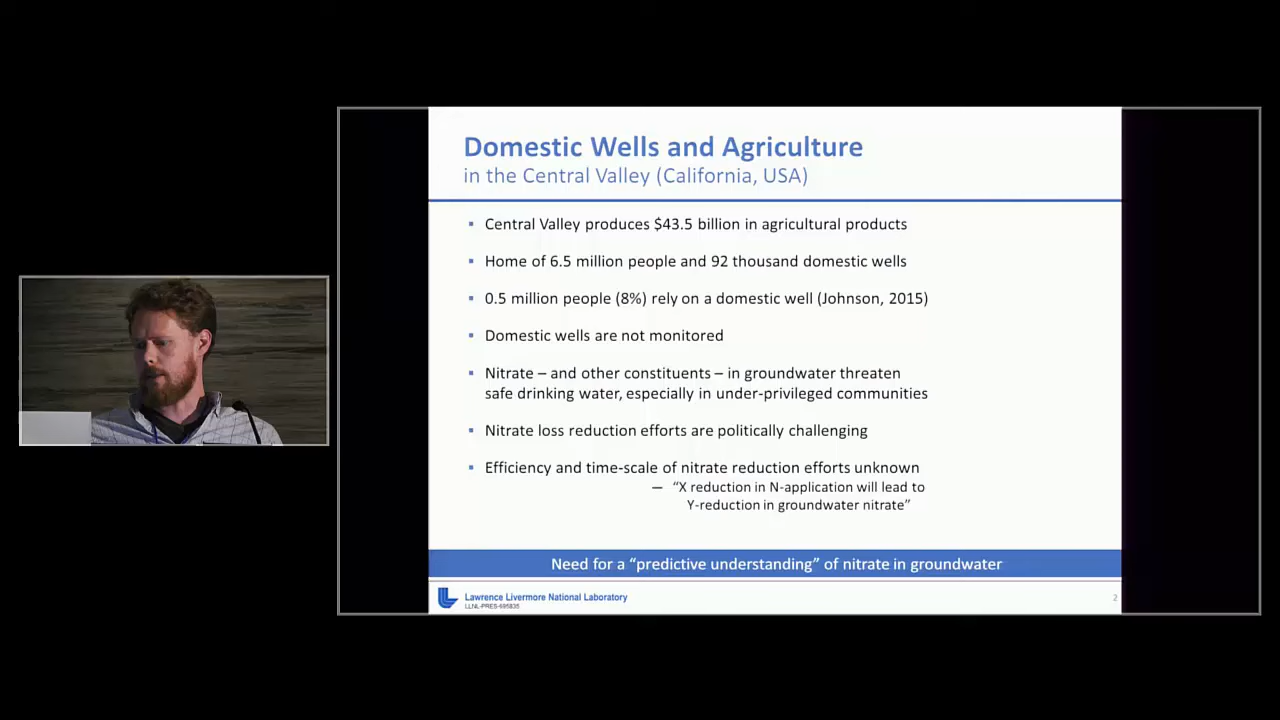 Domestic Wells and Agriculture
in the Central Valley (California, USA)
▪ Central Valley produces $43.5 billion in agricultural products
▪ Home of 6.5 million people and 92 thousand domestic wells
▪ 0.5 million people (8%) rely on a domestic well (Johnson, 2015)
▪ Domestic wells are not monitored
▪ Nitrate – and other constituents – in groundwater threaten
safe drinking water, especially in under-privileged communities
▪ Nitrate loss reduction efforts are politically challenging
▪ Efficiency and time-scale of nitrate reduction efforts unknown
— “X reduction in N-application will lead to
Y-reduction in groundwater nitrate”
Need for a “predictive understanding” of nitrate in groundwater
Lawrence Livermore National Laboratory
LLNL-PRES-695835
2